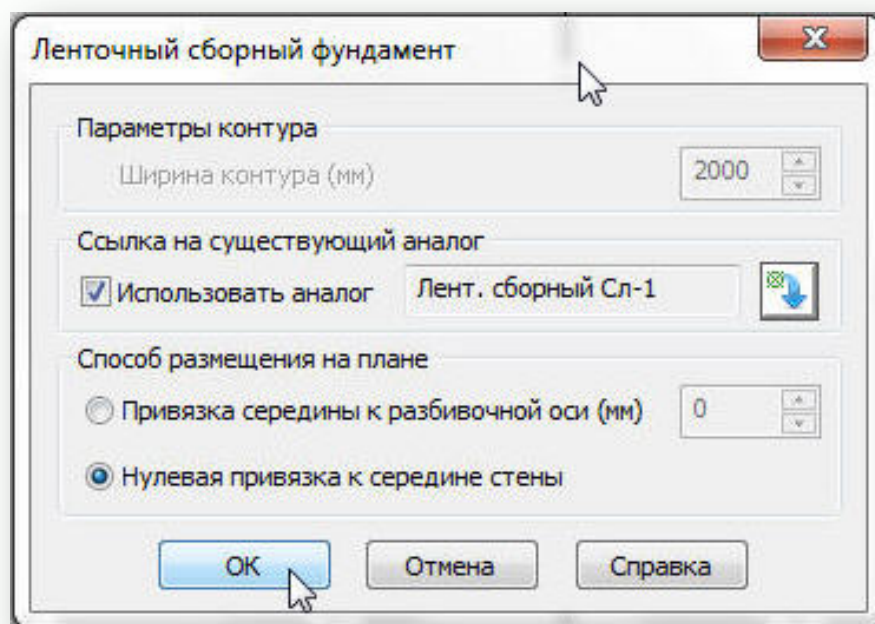 Ленточный сборный фундамент
Параметры контура
Ширина контура (мм) 2000
Ссылка на существующий аналог
Использовать аналог Лент. сборный Сл-1
Способ размещения на плане
Привязка середины к разбивочной оси (мм) 0
Нулевая привязка к середине стены
ОК Отмена Справка